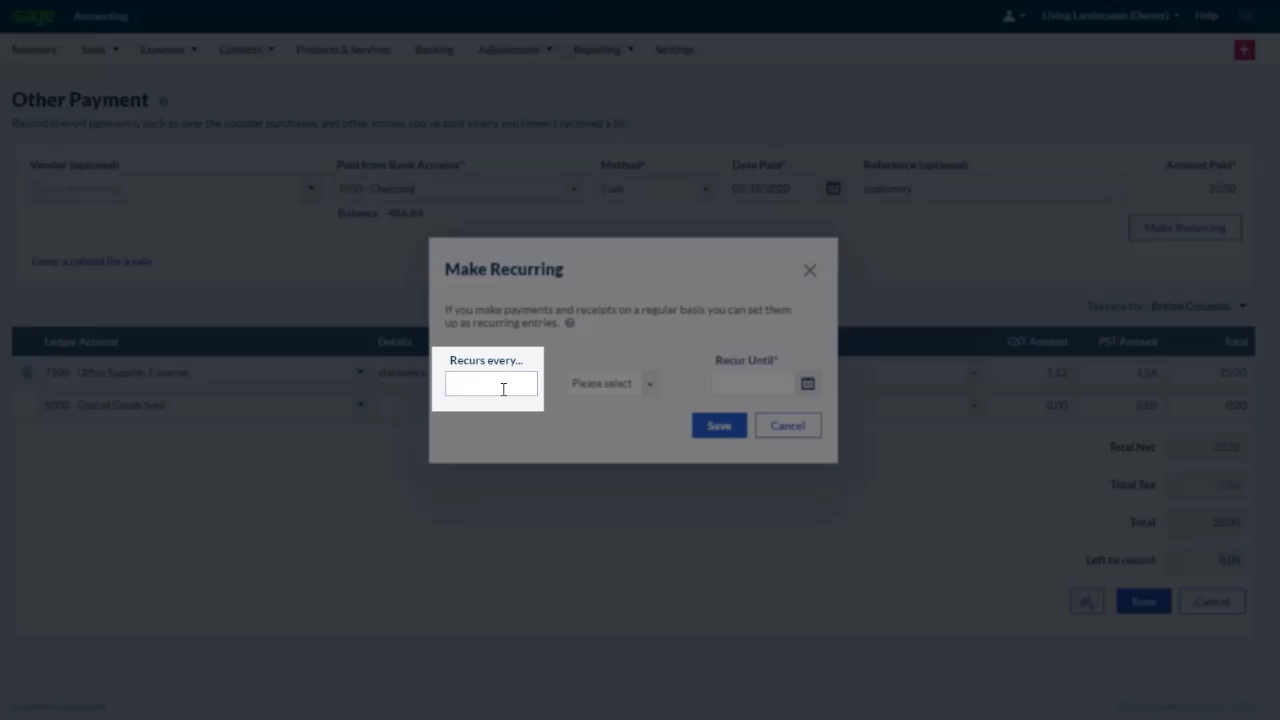 sage Accounting Living Landscapes (Owner) Help
Summary Sales Expenses Contacts Products & Services Banking Adjustments Reporting Settings
Other Payment
Record one-off payments, such as over the counter purchases, and other money you've paid where you haven't received a bill
Vendor (optional) Paid from Bank Account* Method* Date Paid* Reference (optional) Amount Paid*
Cash 02/18/2020 stationery
Balance: -486.84
Make Recurring
Enter a refund for a sale
Make Recurring
If you make payments and receipts on a regular basis you can set them
up as recurring entries.
Tax rate for: British Columbia
Ledger Account Details GST Amount PST Amount Total
Recurs every... Recur Until*
Office Supplies Expense stationery 1.12 1.56 25.00
Please select
5000 - Cost of Goods Sold 0.00 0.00 0.00
Save Cancel
Total Net
Total Tax
Total 25.00
Left to record 0.00
Save Cancel